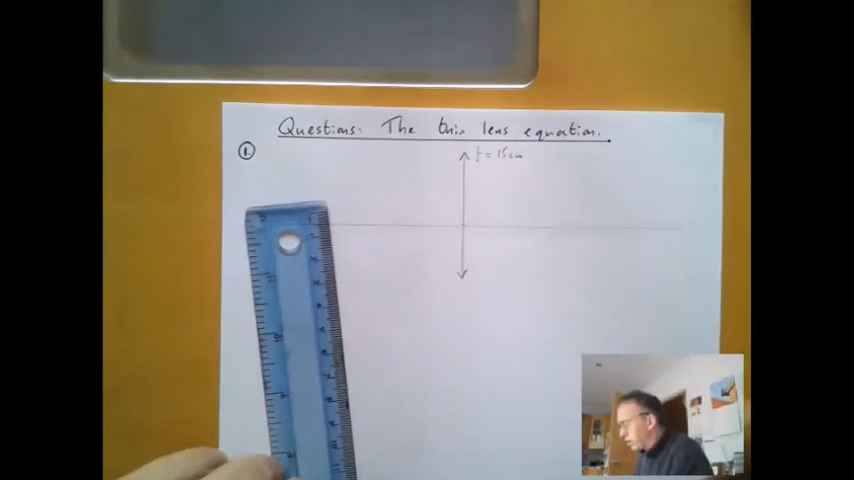 Questions: The thin lens equation.
1.
f = 15cm